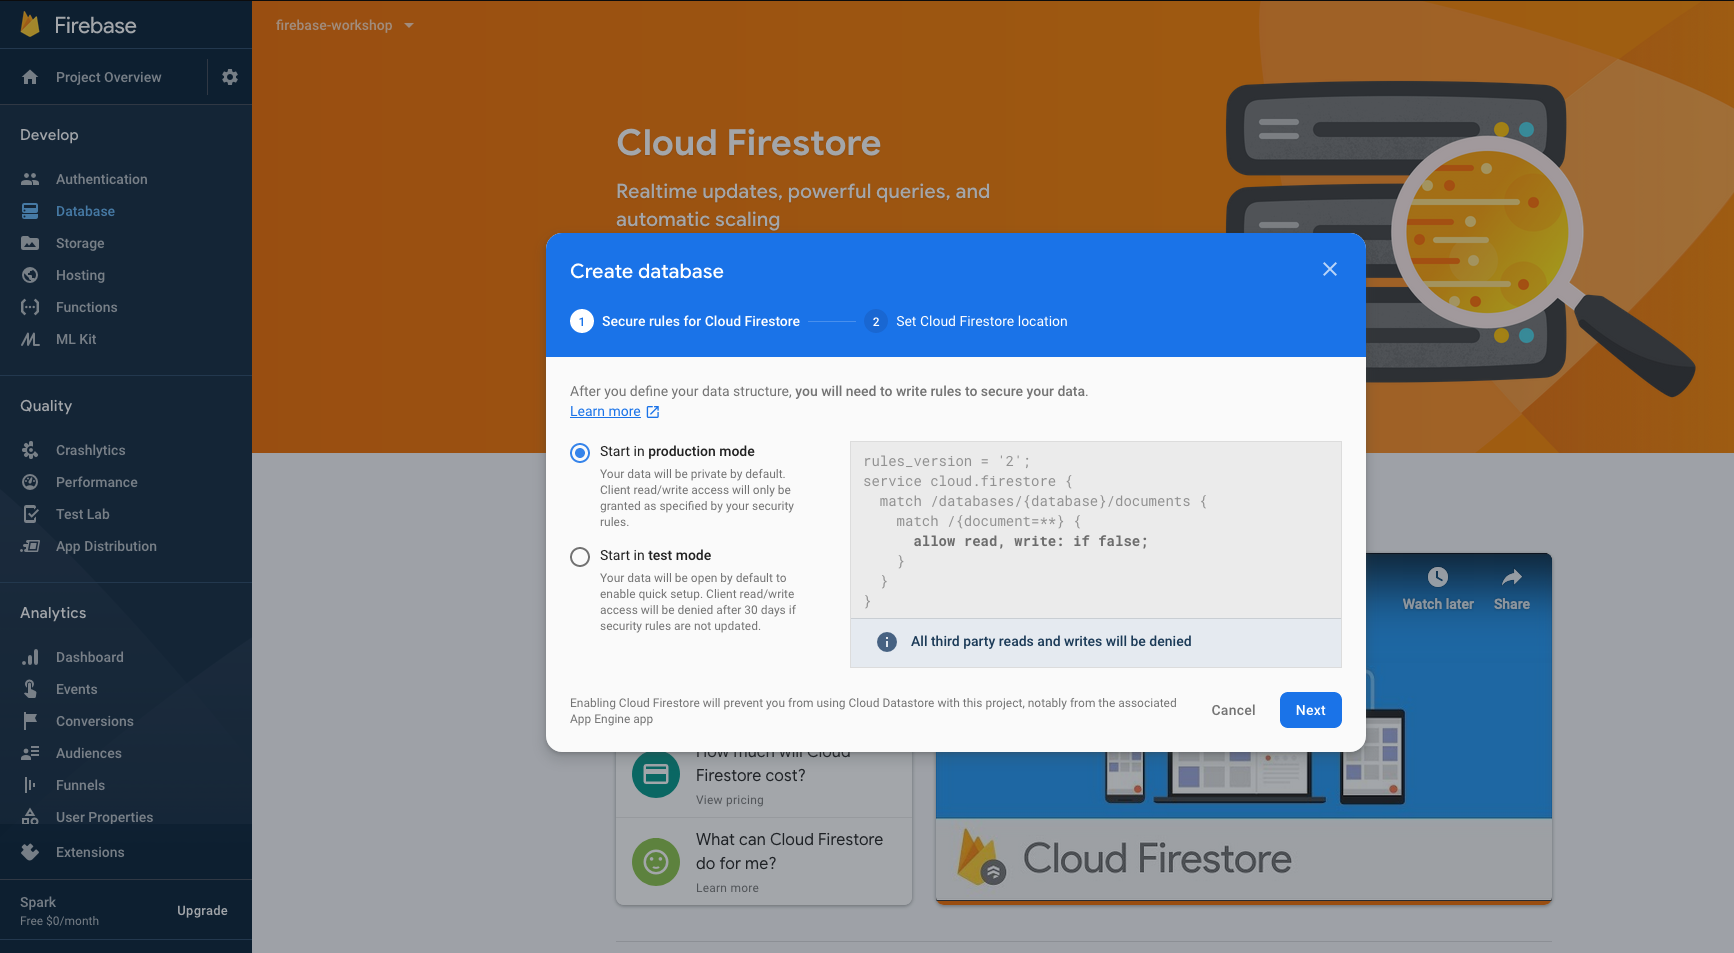 Firebase
firebase-workshop
Project Overview
Develop
Authentication
Database
Storage
Hosting
Functions
ML Kit
Quality
Crashlytics
Performance
Test Lab
App Distribution
Analytics
Dashboard
Events
Conversions
Audiences
Funnels
User Properties
Extensions
Spark
Free $0/month
Upgrade
Cloud Firestore
Realtime updates, powerful queries, and
automatic scaling
Create database
1 Secure rules for Cloud Firestore
2 Set Cloud Firestore location
After you define your data structure, you will need to write rules to secure your data.
Learn more
Start in production mode
Your data will be private by default.
Client read/write access will only be
granted as specified by your security
rules.
Start in test mode
Your data will be open by default to
enable quick setup. Client read/write
access will be denied after 30 days if
security rules are not updated.
rules_version = '2';
service cloud.firestore {
match /databases/{database}/documents {
match /{document=**} {
allow read, write: if false;
}
}
}
All third party reads and writes will be denied
Enabling Cloud Firestore will prevent you from using Cloud Datastore with this project, notably from the associated
App Engine app
Cancel
Next
How much will Cloud
Firestore cost?
View pricing
What can Cloud Firestore
do for me?
Learn more
Watch later
Share
Cloud Firestore